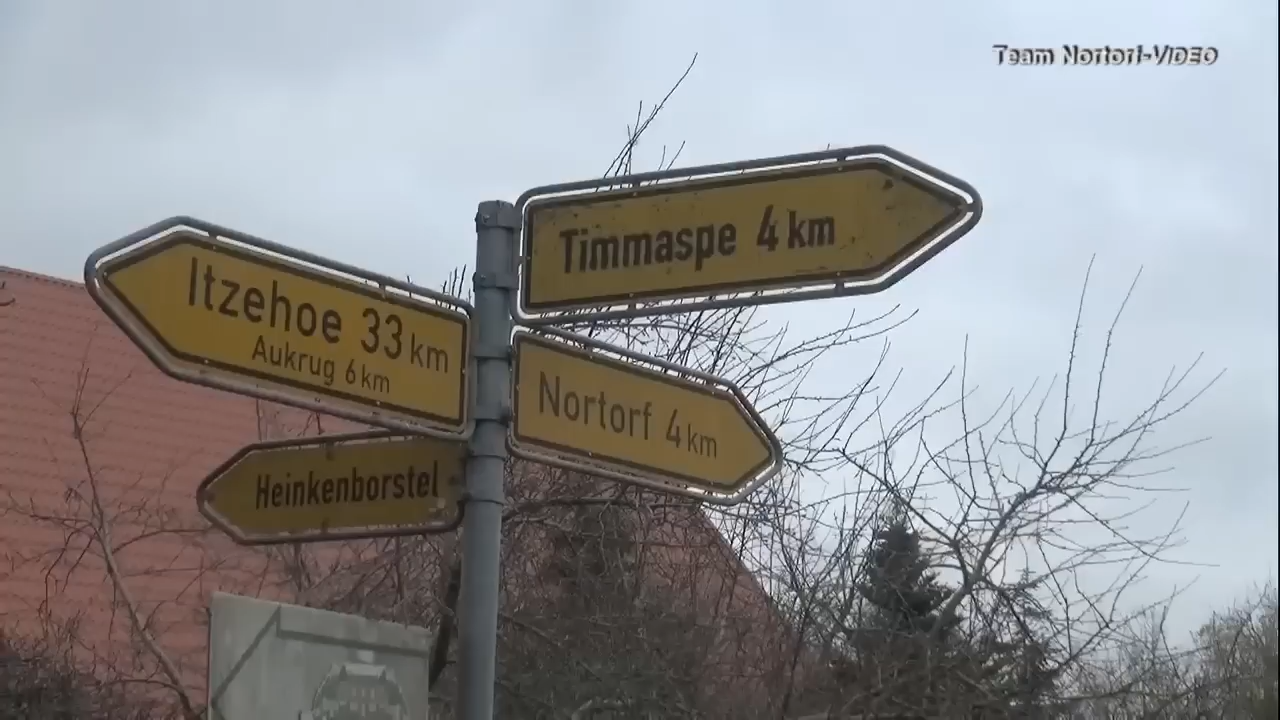 Team Nortorf-VIDEO
Timmaspe 4 km
Itzehoe 33 km
Aukrug 6 km
Nortorf 4 km
Heinkenborstel